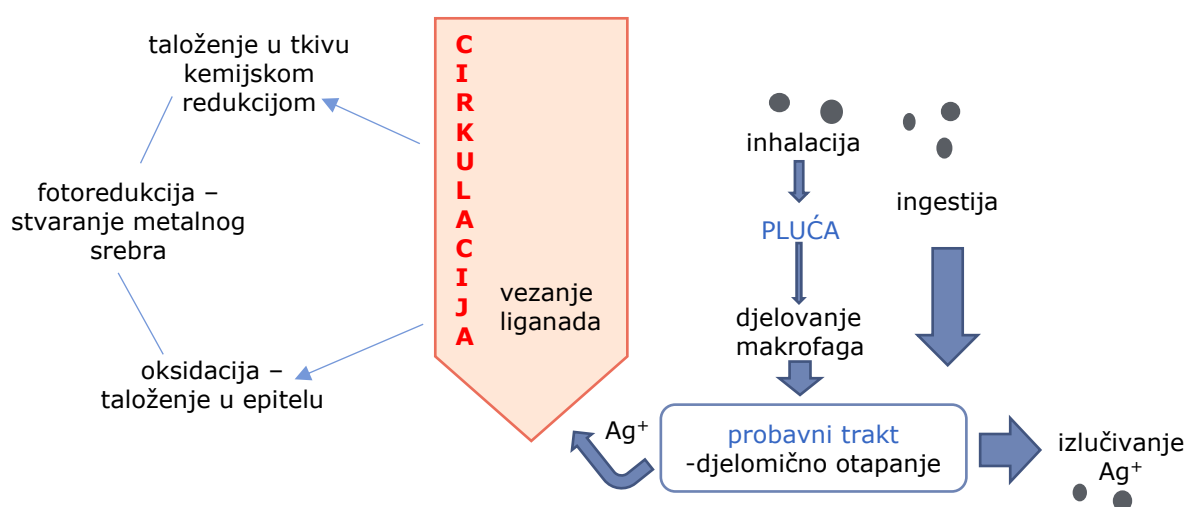 taloženje u tkivu
kemijskom
redukcijom
fotoredukcija –
stvaranje metalnog
srebra
oksidacija –
taloženje u epitelu
C
I
R
K
U
L
A
C
I
J
A
vezanje
liganada
inhalacija
PLUĆA
djelovanje
makrofaga
ingestija
Ag⁺
probavni trakt
-djelomično otapanje
izlučivanje
Ag⁺